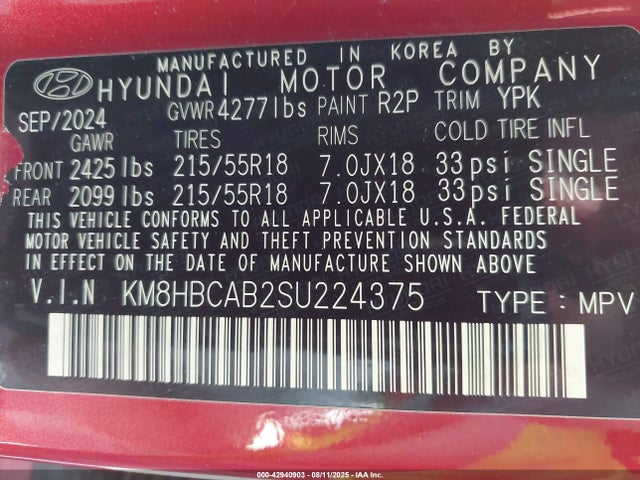 MANUFACTURED IN KOREA BY
HYUNDAI MOTOR COMPANY
SEP/2024 GVWR 4277lbs PAINT R2P TRIM YPK
GAWR TIRES RIMS COLD TIRE INFL
FRONT 2425 lbs 215/55R18 7.0JX18 33psi SINGLE
REAR 2099 lbs 215/55R18 7.0JX18 33psi SINGLE
THIS VEHICLE CONFORMS TO ALL APPLICABLE U.S.A. FEDERAL
MOTOR VEHICLE SAFETY AND THEFT PREVENTION STANDARDS
IN EFFECT ON THE DATE OF MANUFACTURE SHOWN ABOVE
V.I.N KM8HBCAB2SU224375 TYPE : MPV
000-42940903 - 08/11/2025 - IAAI INC.